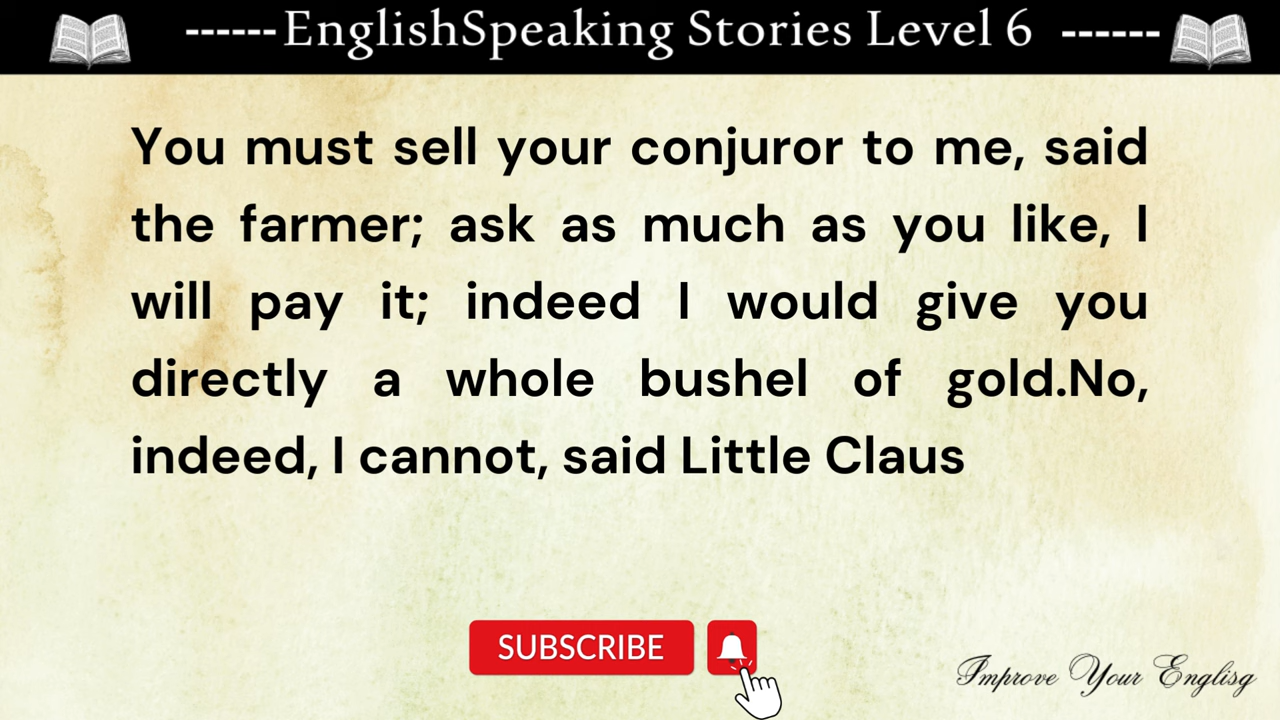 ------EnglishSpeaking Stories Level 6 ------
You must sell your conjuror to me, said
the farmer; ask as much as you like, I
will pay it; indeed I would give you
directly a whole bushel of gold.No,
indeed, I cannot, said Little Claus
SUBSCRIBE
Improve Your Englisg